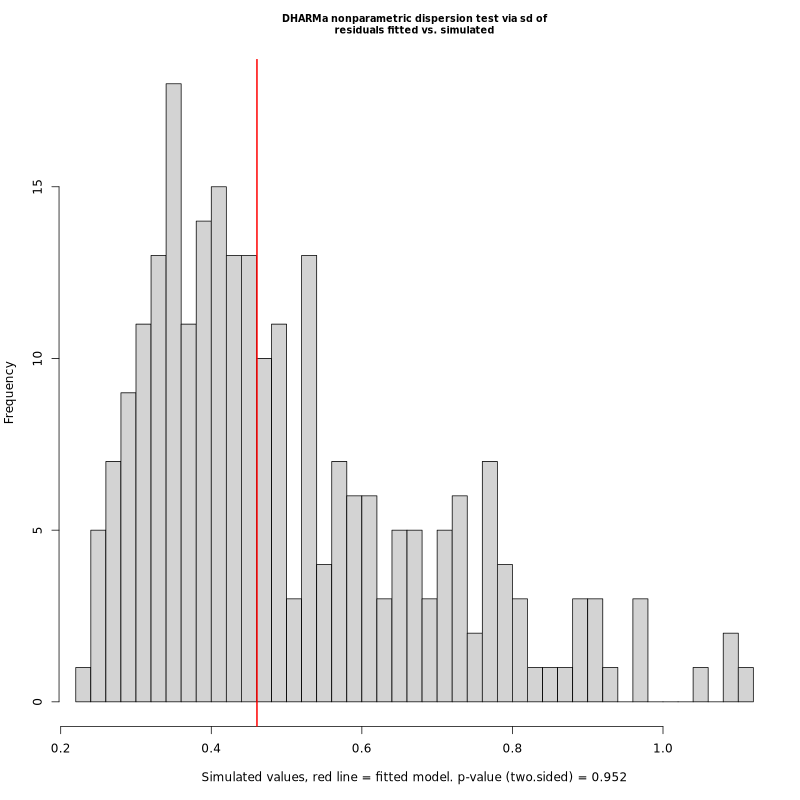 DHARMa nonparametric dispersion test via sd of
residuals fitted vs. simulated
Frequency
15
10
5
0
0.2 0.4 0.6 0.8 1.0
Simulated values, red line = fitted model. p-value (two.sided) = 0.952